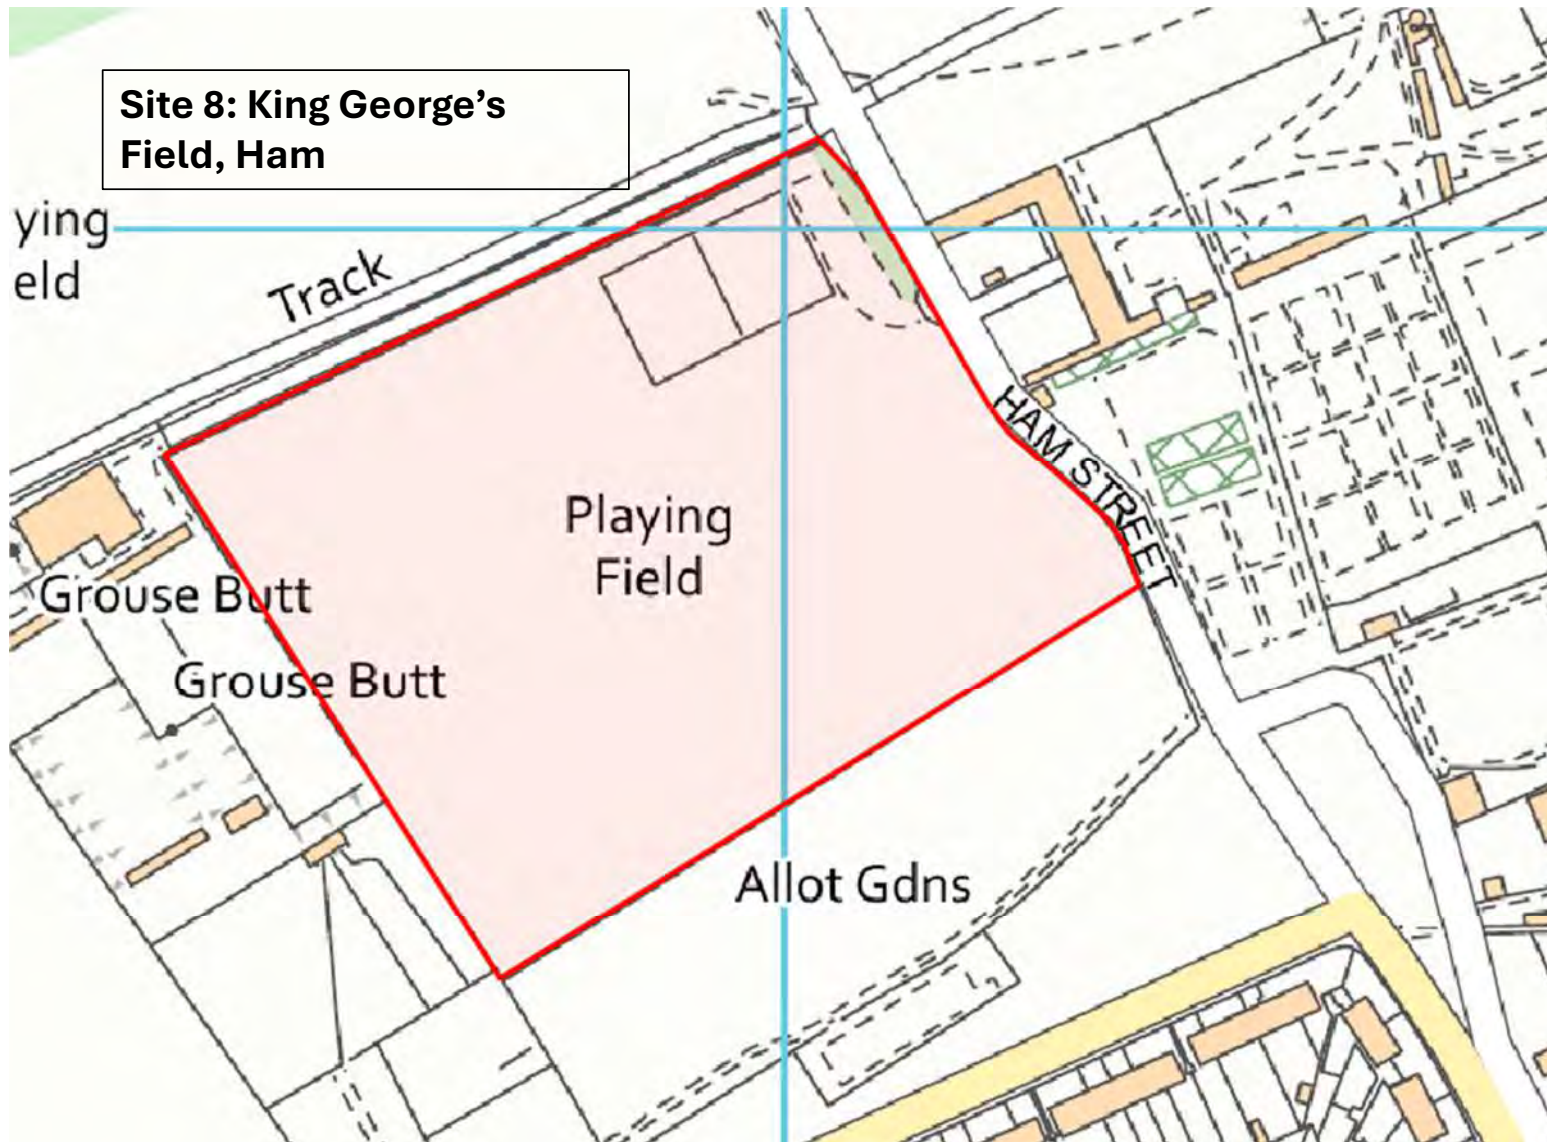 Site 8: King George’s
Field, Ham
ying
eld
Track
HAM STREET
Playing
Field
Grouse Butt
Grouse Butt
Allot Gdns